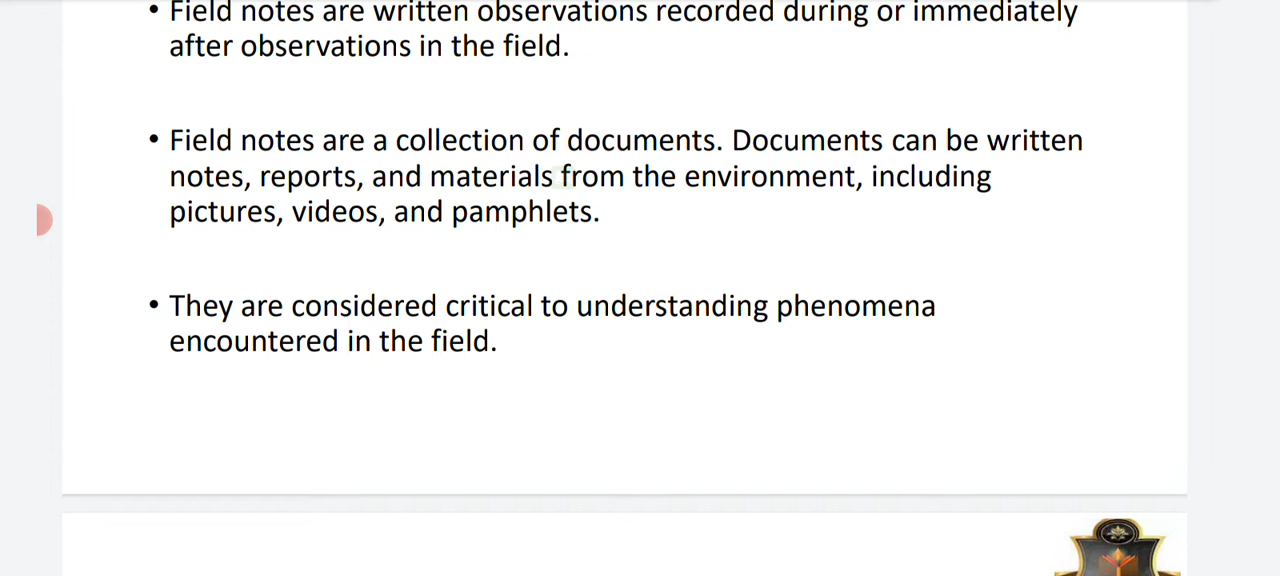 • Field notes are written observations recorded during or immediately
after observations in the field.
• Field notes are a collection of documents. Documents can be written
notes, reports, and materials from the environment, including
pictures, videos, and pamphlets.
• They are considered critical to understanding phenomena
encountered in the field.